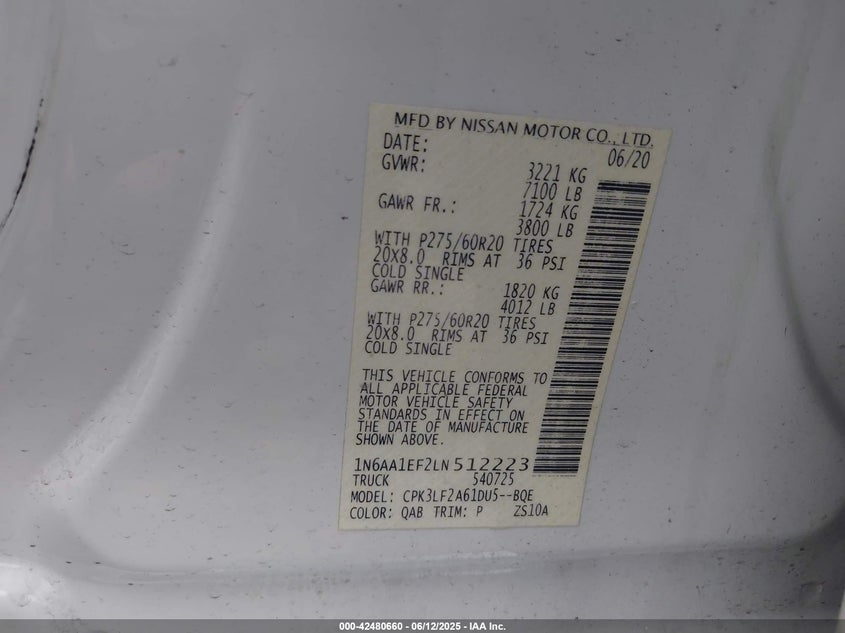 MFD BY NISSAN MOTOR CO., LTD.
DATE: 06/20
GVWR: 3221 KG
7100 LB
GAWR FR.: 1724 KG
3800 LB
WITH P275/60R20 TIRES
20X8.0 RIMS AT 36 PSI
COLD SINGLE
GAWR RR.: 1820 KG
4012 LB
WITH P275/60R20 TIRES
20X8.0 RIMS AT 36 PSI
COLD SINGLE
THIS VEHICLE CONFORMS TO
ALL APPLICABLE FEDERAL
MOTOR VEHICLE SAFETY
STANDARDS IN EFFECT ON
THE DATE OF MANUFACTURE
SHOWN ABOVE.
1N6AA1EF2LN512223
TRUCK 540725
MODEL: CPK3LF2A61DU5--BQE
COLOR: QAB TRIM: P ZS10A
000-42480660 - 06/12/2025 - IAA Inc.